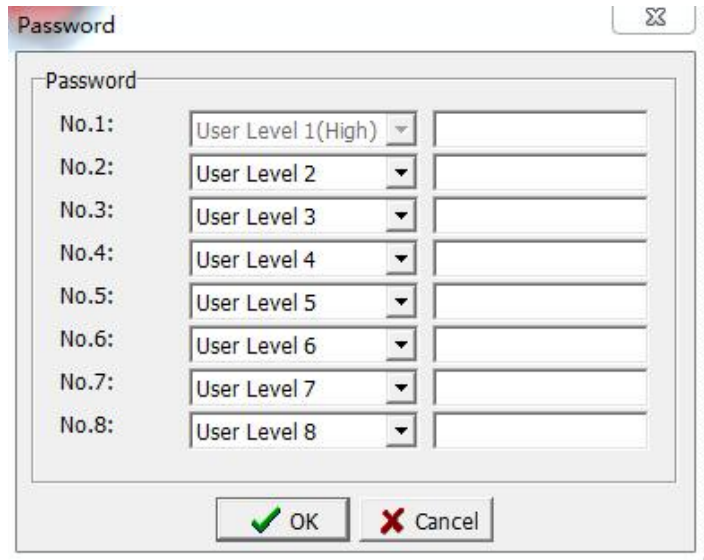 Password
Password
No.1: User Level 1(High)
No.2: User Level 2
No.3: User Level 3
No.4: User Level 4
No.5: User Level 5
No.6: User Level 6
No.7: User Level 7
No.8: User Level 8
OK Cancel